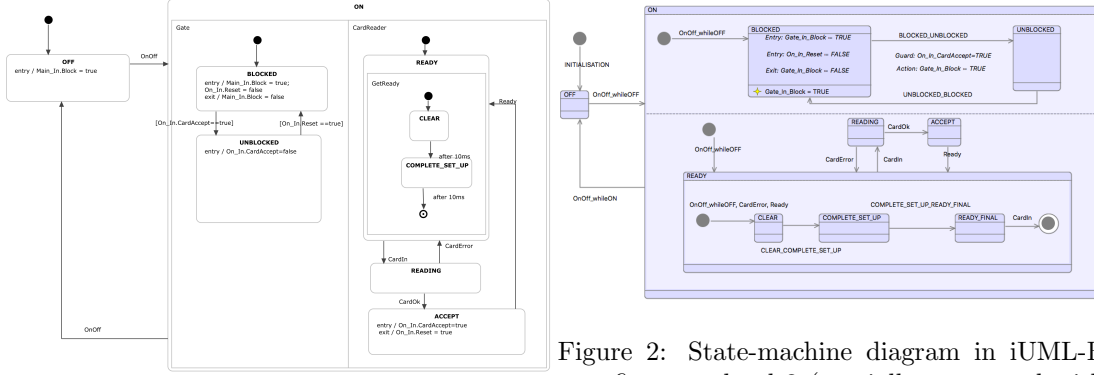 ON
Gate
CardReader
OFF
entry / Main_In.Block = true
OnOff
BLOCKED
entry / Main_In.Block = true;
On_In.Reset = false
exit / Main_In.Block = false
[On_In.CardAccept==true]
[On_In.Reset ==true]
UNBLOCKED
entry / On_In.CardAccept=false
READY
GetReady
CLEAR
after 10ms
COMPLETE_SET_UP
after 10ms
Ready
CardIn
CardError
READING
CardOk
ACCEPT
entry / On_In.CardAccept=true
exit / On_In.Reset = true
OnOff
ON
INITIALISATION
OFF
OnOff_whileOFF
OnOff_whileON
OnOff_whileOFF
BLOCKED
Entry: Gate_In_Block = TRUE
Entry: On_In_Reset = FALSE
Exit: Gate_In_Block = FALSE
Gate_In_Block = TRUE
BLOCKED_UNBLOCKED
Guard: On_In_CardAccept=TRUE
Action: Gate_In_Block = TRUE
UNBLOCKED_BLOCKED
UNBLOCKED
READING
CardOk
ACCEPT
OnOff_whileOFF
CardError
CardIn
Ready
READY
OnOff_whileOFF, CardError, Ready
COMPLETE_SET_UP_READY_FINAL
CLEAR
COMPLETE_SET_UP
READY_FINAL
CardIn
CLEAR_COMPLETE_SET_UP
Figure 2: State-machine diagram in iUML-